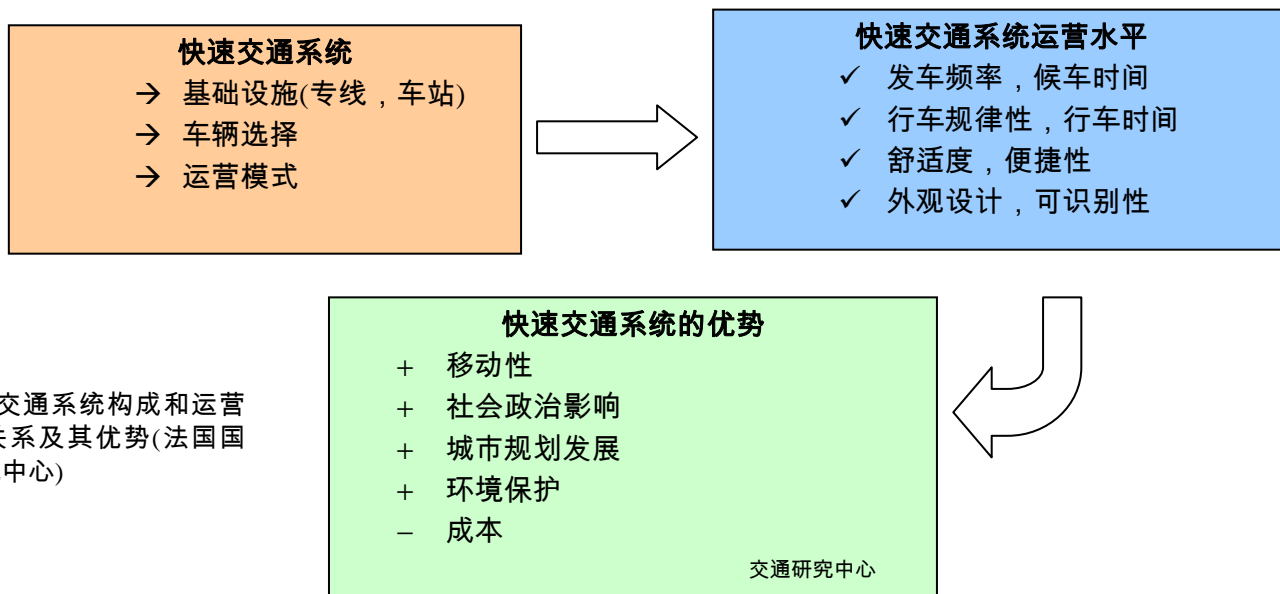 快速交通系统
→ 基础设施(专线，车站)
→ 车辆选择
→ 运营模式
快速交通系统运营水平
✓ 发车频率，候车时间
✓ 行车规律性，行车时间
✓ 舒适度，便捷性
✓ 外观设计，可识别性
快速交通系统的优势
+ 移动性
+ 社会政治影响
+ 城市规划发展
+ 环境保护
– 成本
交通研究中心
交通系统构成和运营
关系及其优势(法国国
中心)